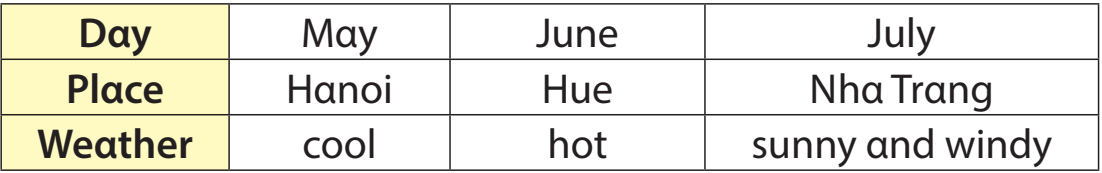 Day May June July
Place Hanoi Hue Nha Trang
Weather cool hot sunny and windy